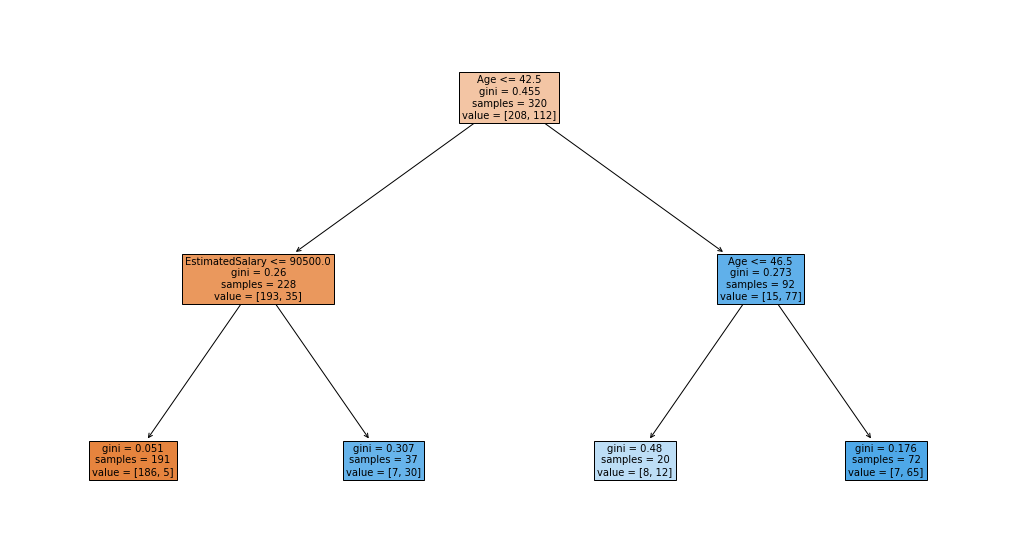 Age <= 42.5
gini = 0.455
samples = 320
value = [208, 112]
EstimatedSalary <= 90500.0
gini = 0.26
samples = 228
value = [193, 35]
Age <= 46.5
gini = 0.273
samples = 92
value = [15, 77]
gini = 0.051
samples = 191
value = [186, 5]
gini = 0.307
samples = 37
value = [7, 30]
gini = 0.48
samples = 20
value = [8, 12]
gini = 0.176
samples = 72
value = [7, 65]